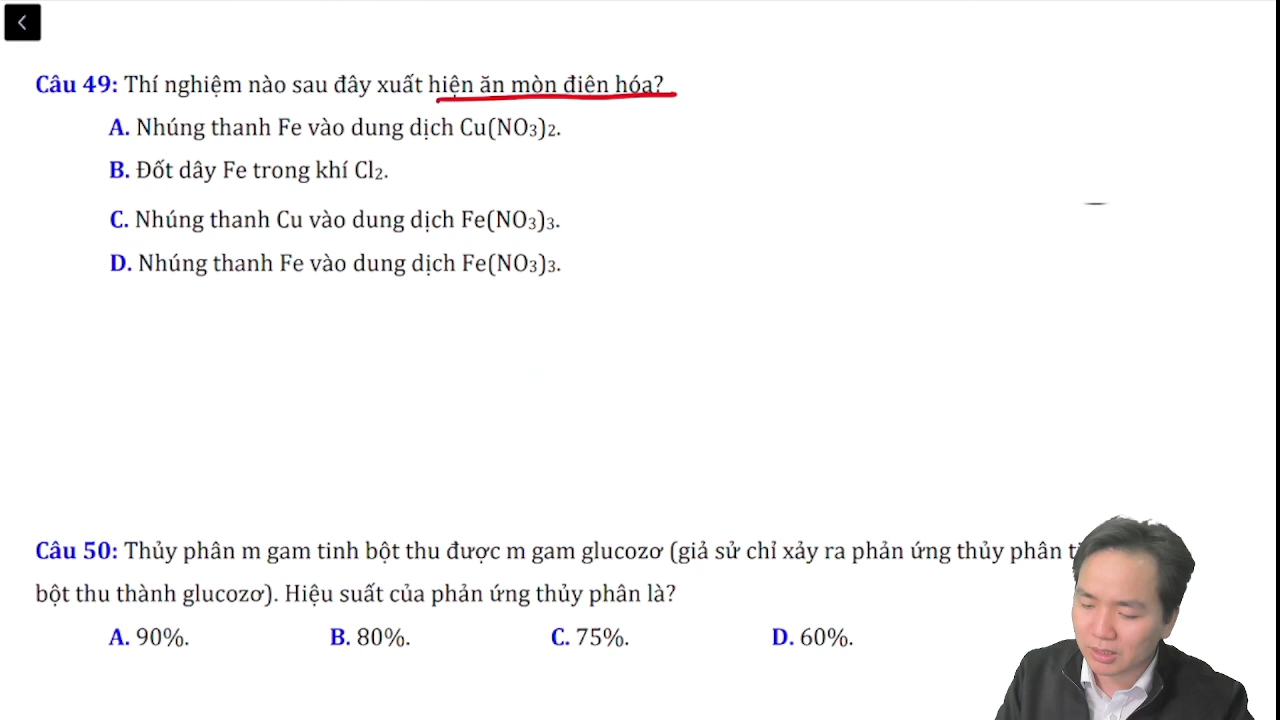 Câu 49: Thí nghiệm nào sau đây xuất hiện ăn mòn điên hóa?
A. Nhúng thanh Fe vào dung dịch Cu(NO₃)₂.
B. Đốt dây Fe trong khí Cl₂.
C. Nhúng thanh Cu vào dung dịch Fe(NO₃)₃.
D. Nhúng thanh Fe vào dung dịch Fe(NO₃)₃.
Câu 50: Thủy phân m gam tinh bột thu được m gam glucozơ (giả sử chỉ xảy ra phản ứng thủy phân
bột thu thành glucozơ). Hiệu suất của phản ứng thủy phân là?
A. 90%. B. 80%. C. 75%. D. 60%.